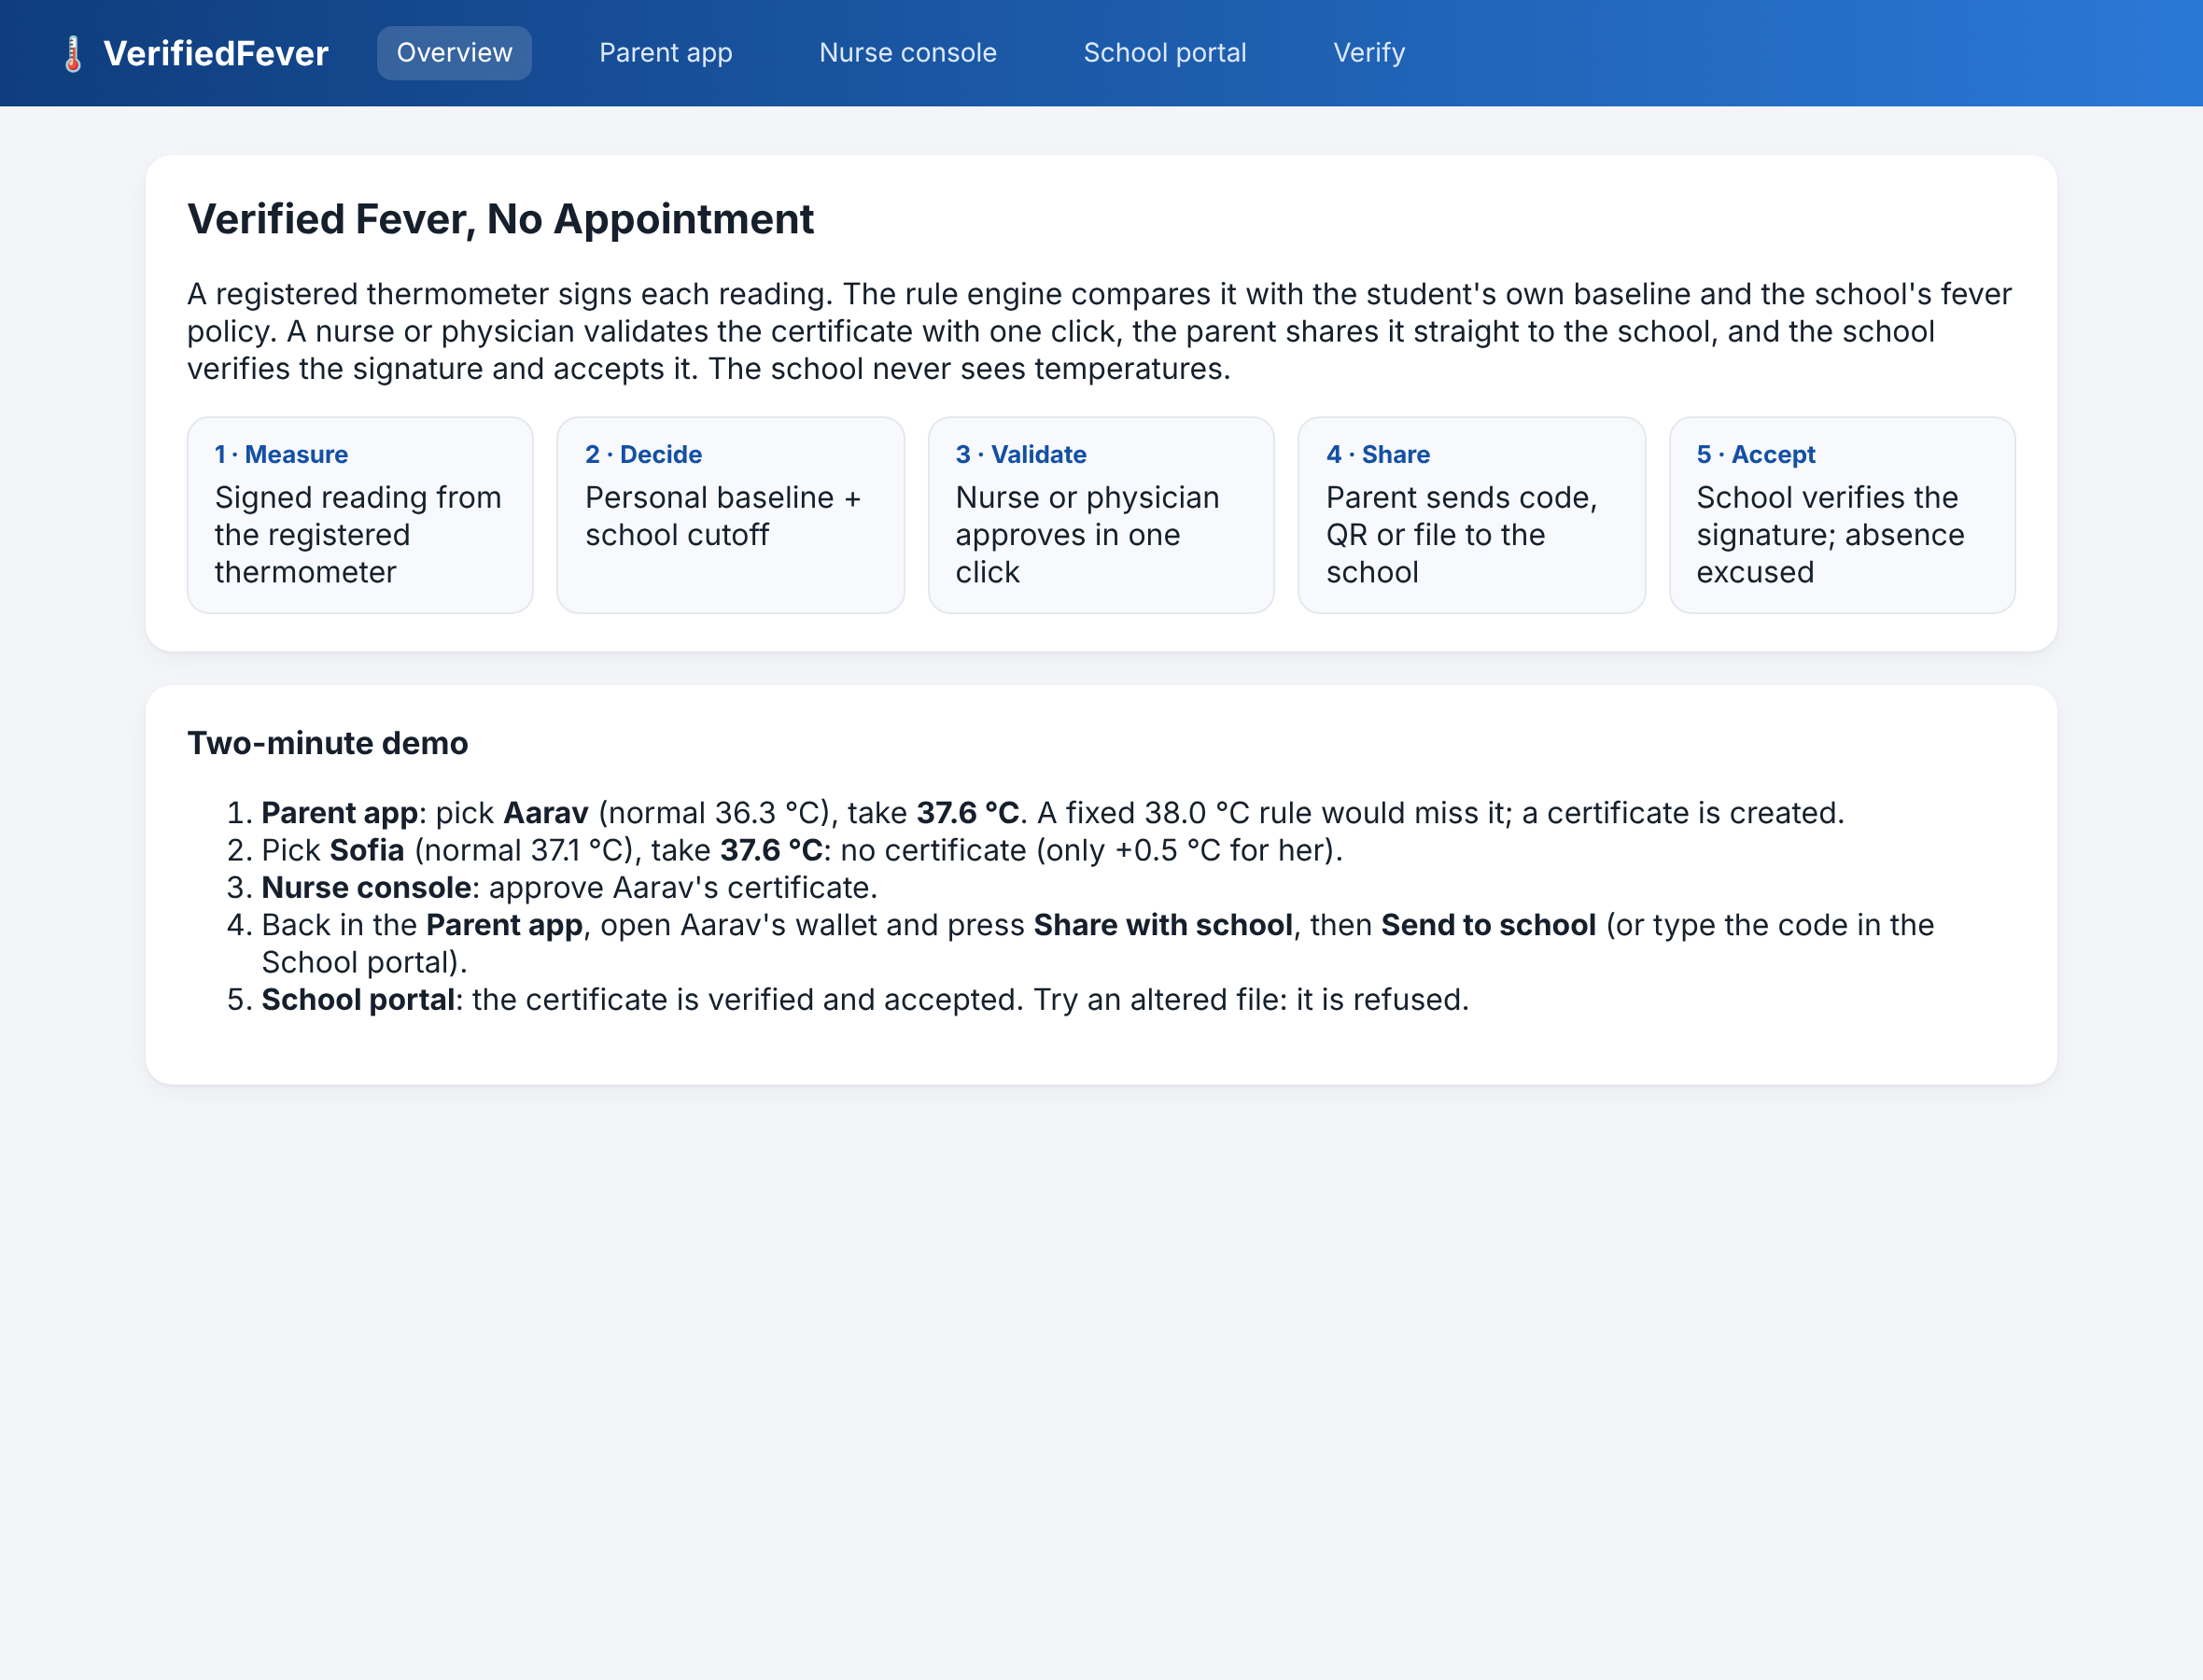 VerifiedFever
Overview
Parent app
Nurse console
School portal
Verify
Verified Fever, No Appointment
A registered thermometer signs each reading. The rule engine compares it with the student's own baseline and the school's fever
policy. A nurse or physician validates the certificate with one click, the parent shares it straight to the school, and the school
verifies the signature and accepts it. The school never sees temperatures.
1 · Measure
Signed reading from
the registered
thermometer
2 · Decide
Personal baseline +
school cutoff
3 · Validate
Nurse or physician
approves in one
click
4 · Share
Parent sends code,
QR or file to the
school
5 · Accept
School verifies the
signature; absence
excused
Two-minute demo
1. Parent app: pick Aarav (normal 36.3 °C), take 37.6 °C. A fixed 38.0 °C rule would miss it; a certificate is created.
2. Pick Sofia (normal 37.1 °C), take 37.6 °C: no certificate (only +0.5 °C for her).
3. Nurse console: approve Aarav's certificate.
4. Back in the Parent app, open Aarav's wallet and press Share with school, then Send to school (or type the code in the
School portal).
5. School portal: the certificate is verified and accepted. Try an altered file: it is refused.